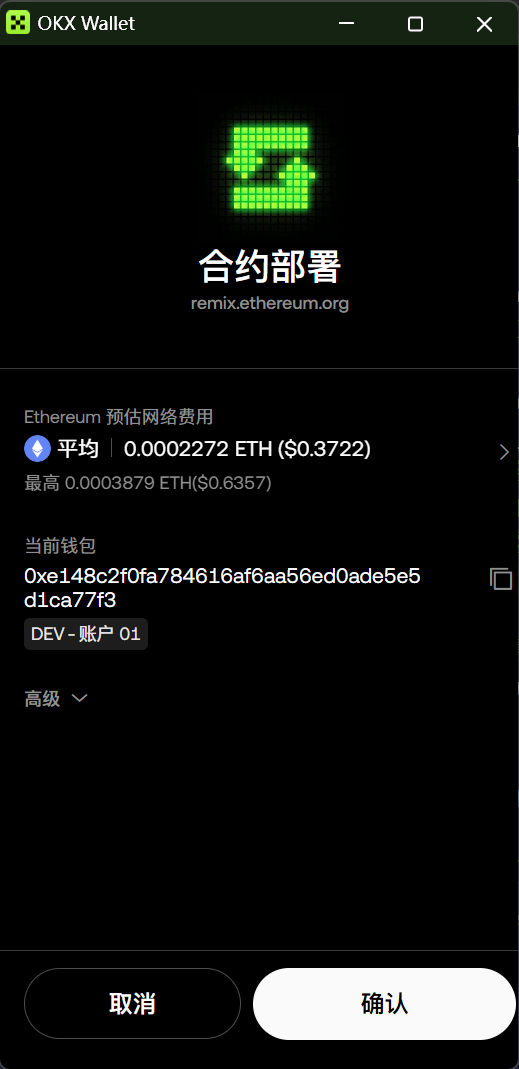 OKX Wallet
合约部署
remix.ethereum.org
Ethereum 预估网络费用
平均 0.0002272 ETH ($0.3722)
最高 0.0003879 ETH($0.6357)
当前钱包
0xe148c2f0fa784616af6aa56ed0ade5e5
d1ca77f3
DEV - 账户 01
高级
取消
确认